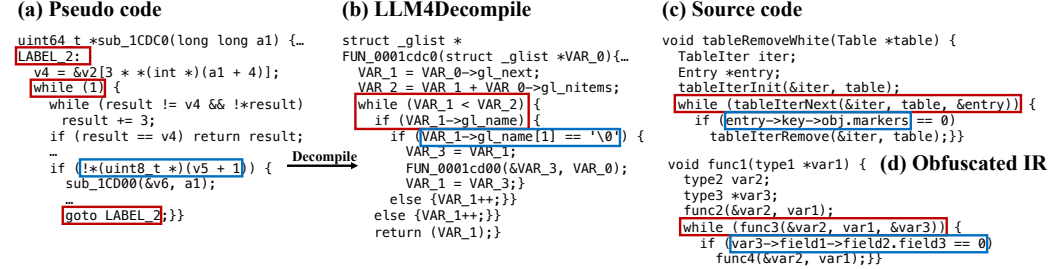 (a) Pseudo code
uint64_t *sub_1CDC0(long long a1) {…
LABEL_2:
v4 = &v2[3 * *(int *)(a1 + 4)];
while (1) {
while (result != v4 && !*result)
result += 3;
if (result == v4) return result;
…
if (!*(uint8_t *)(v5 + 1)) {
sub_1CD00(&v6, a1);
…
goto LABEL_2;}}
Decompile
(b) LLM4Decompile
struct _glist *
FUN_0001cdc0(struct _glist *VAR_0){…
VAR_1 = VAR_0->gl_next;
VAR_2 = VAR_1 + VAR_0->gl_nitems;
while (VAR_1 < VAR_2) {
if (VAR_1->gl_name) {
if (VAR_1->gl_name[1] == '\0') {
VAR_3 = VAR_1;
FUN_0001cd00(&VAR_3, VAR_0);
VAR_1 = VAR_3;}
else {VAR_1++;}}
else {VAR_1++;}}
return (VAR_1);}
(c) Source code
void tableRemoveWhite(Table *table) {
TableIter iter;
Entry *entry;
tableIterInit(&iter, table);
while (tableIterNext(&iter, table, &entry)) {
if (entry->key->obj.markers == 0)
tableIterRemove(&iter, table);}}
void func1(type1 *var1) { (d) Obfuscated IR
type2 var2;
type3 *var3;
func2(&var2, var1);
while (func3(&var2, var1, &var3)) {
if (var3->field1->field2.field3 == 0)
func4(&var2, var1);}}